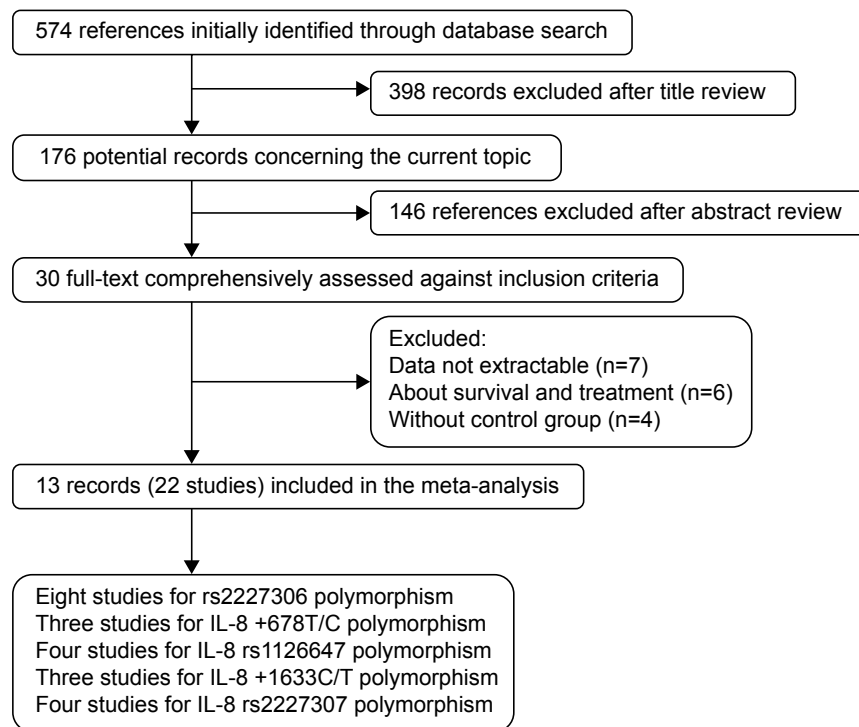 574 references initially identified through database search
398 records excluded after title review
176 potential records concerning the current topic
146 references excluded after abstract review
30 full-text comprehensively assessed against inclusion criteria
Excluded:
Data not extractable (n=7)
About survival and treatment (n=6)
Without control group (n=4)
13 records (22 studies) included in the meta-analysis
Eight studies for rs2227306 polymorphism
Three studies for IL-8 +678T/C polymorphism
Four studies for IL-8 rs1126647 polymorphism
Three studies for IL-8 +1633C/T polymorphism
Four studies for IL-8 rs2227307 polymorphism